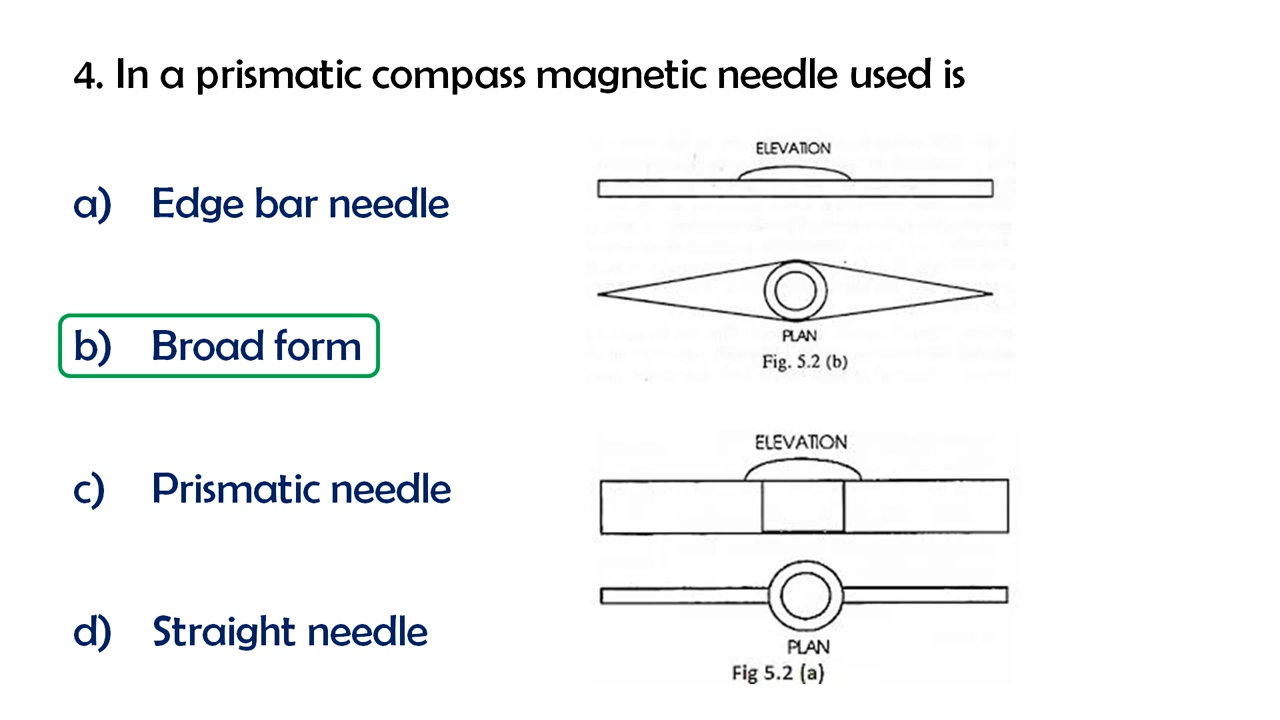 4. In a prismatic compass magnetic needle used is
a) Edge bar needle
b) Broad form
c) Prismatic needle
d) Straight needle
ELEVATION
PLAN
Fig. 5.2 (b)
ELEVATION
PLAN
Fig 5.2 (a)